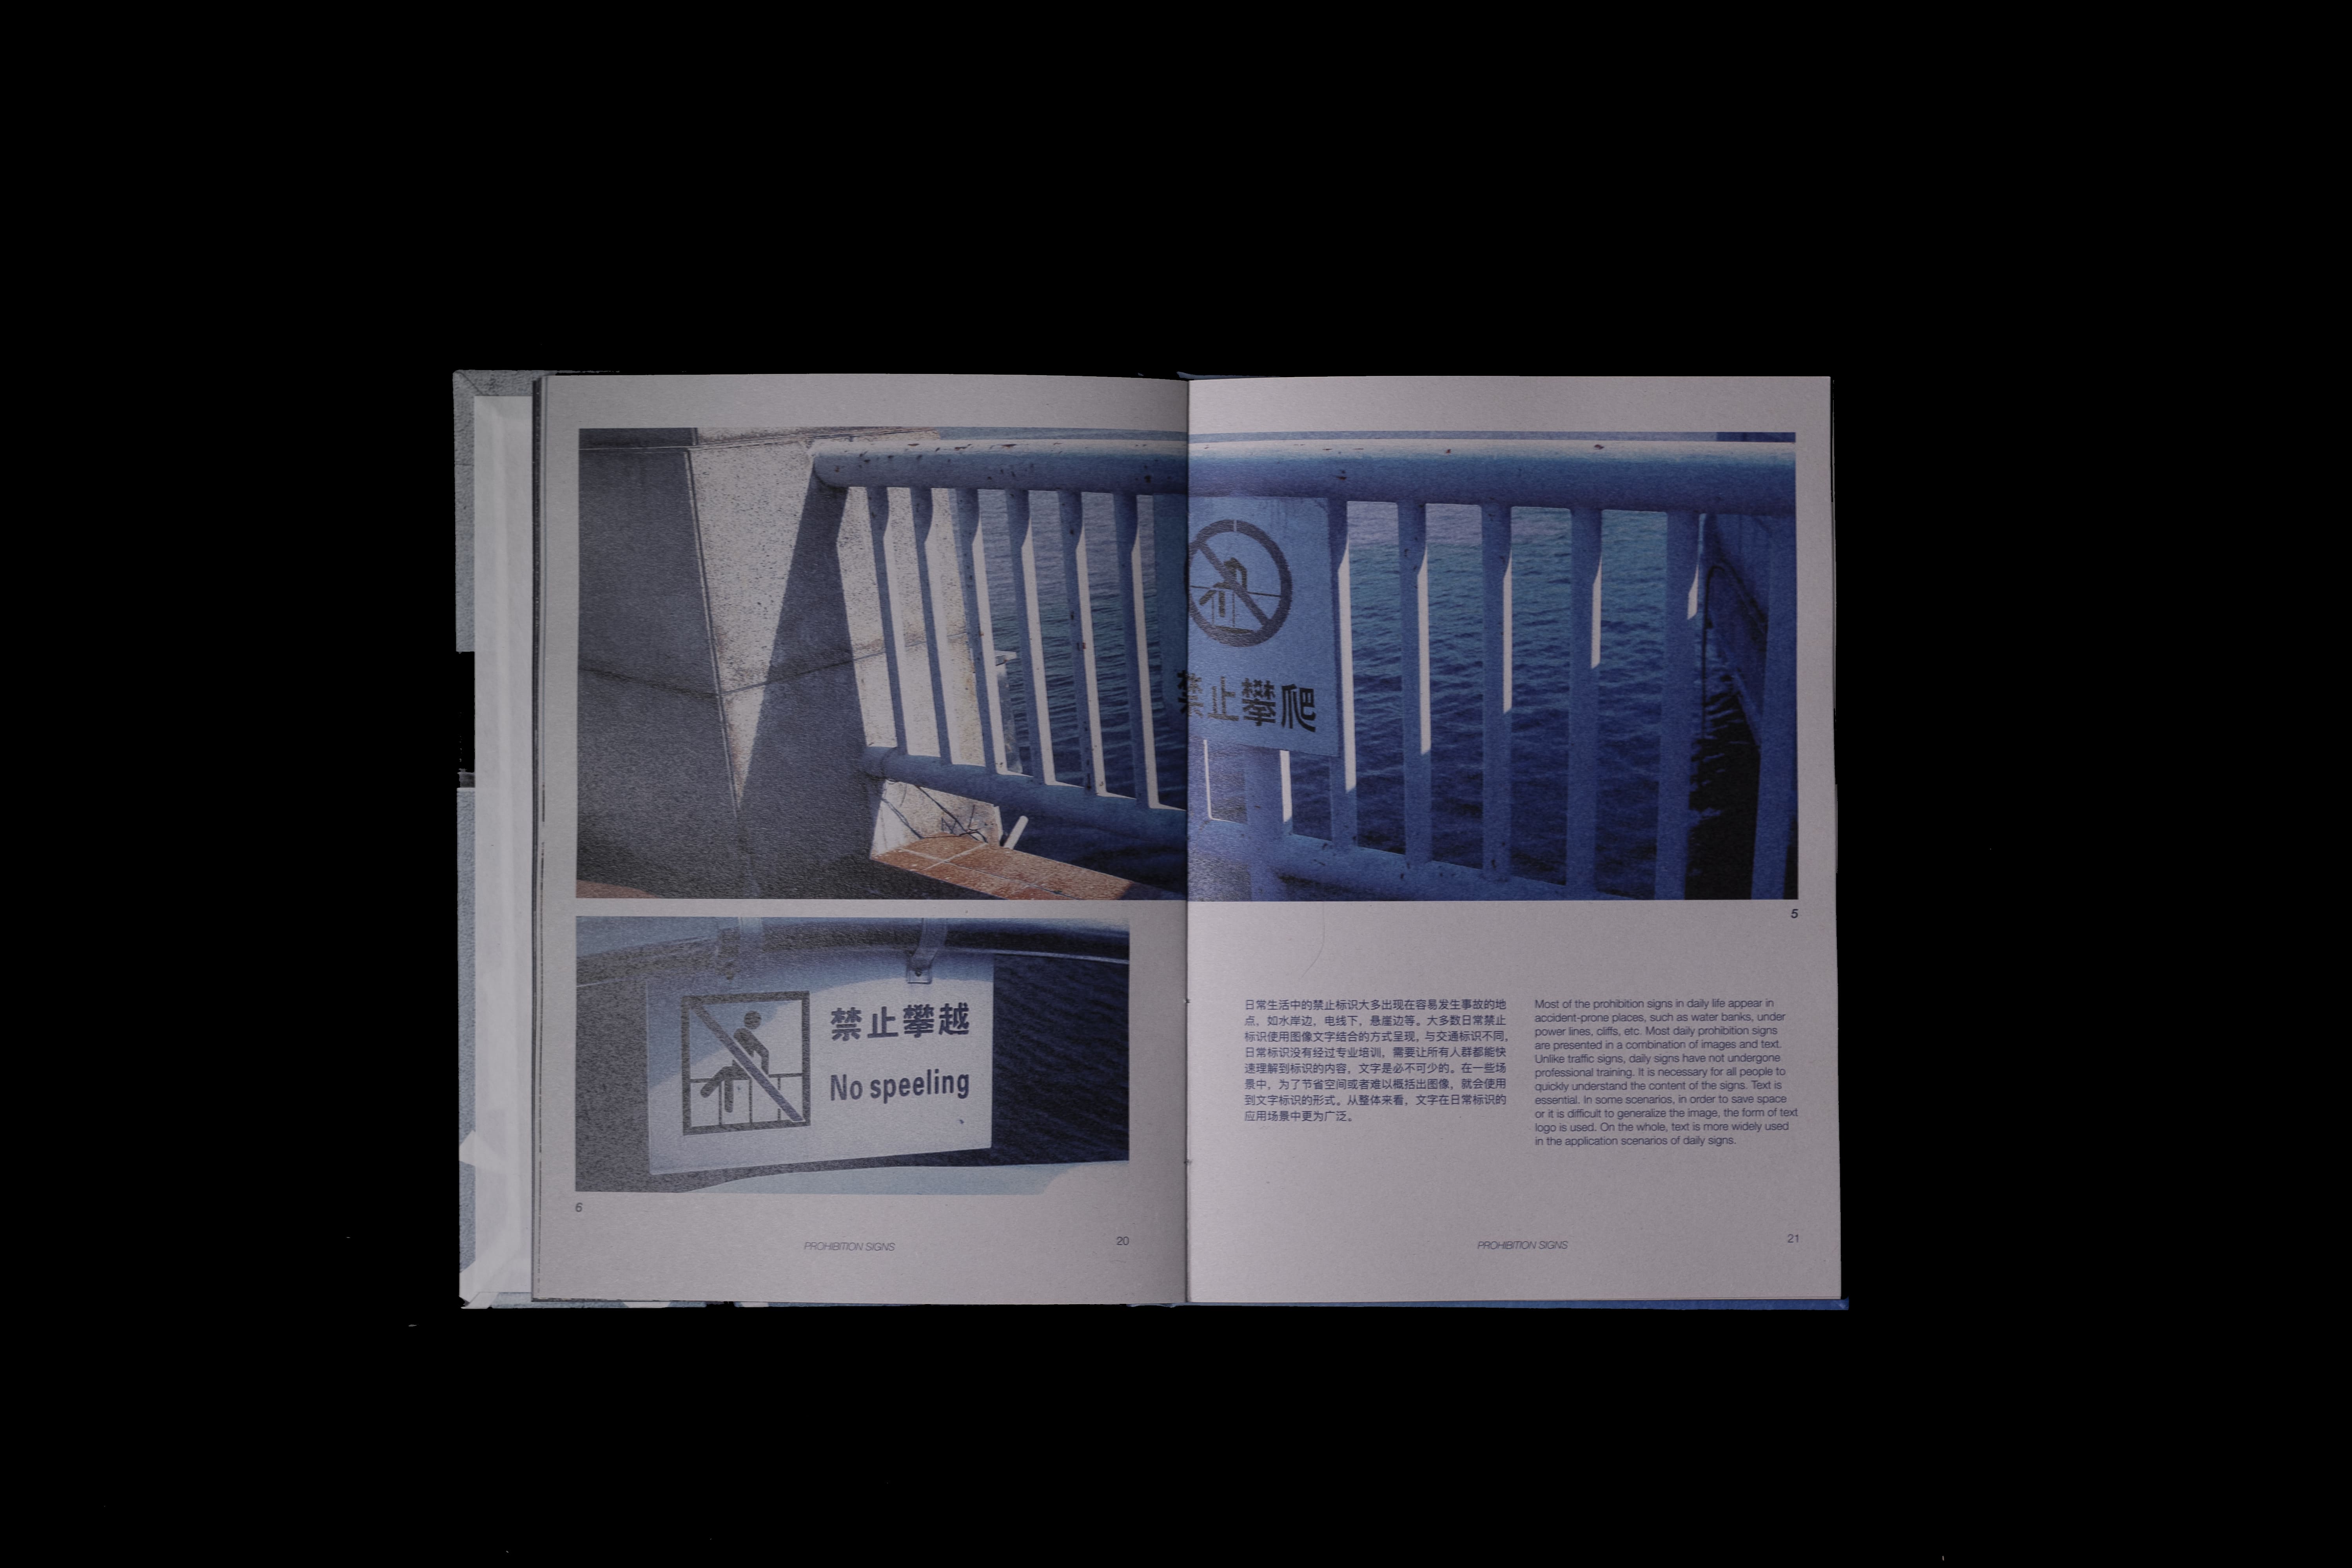 禁止攀爬
5
禁止攀越
No speeling
6
PROHIBITION SIGNS
20
日常生活中的禁止标识大多出现在容易发生事故的地
点，如水岸边，电线下，悬崖边等。大多数日常禁止
标识使用图像文字结合的方式呈现，与交通标识不同，
日常标识没有经过专业培训，需要让所有人群都能快
速理解到标识的内容，文字是必不可少的。在一些场
景中，为了节省空间或者难以概括出图像，就会使用
到文字标识的形式。从整体来看，文字在日常标识的
应用场景中更为广泛。
Most of the prohibition signs in daily life appear in
accident-prone places, such as water banks, under
power lines, cliffs, etc. Most daily prohibition signs
are presented in a combination of images and text.
Unlike traffic signs, daily signs have not undergone
professional training. It is necessary for all people to
quickly understand the content of the signs. Text is
essential. In some scenarios, in order to save space
or it is difficult to generalize the image, the form of text
logo is used. On the whole, text is more widely used
in the application scenarios of daily signs.
PROHIBITION SIGNS
21